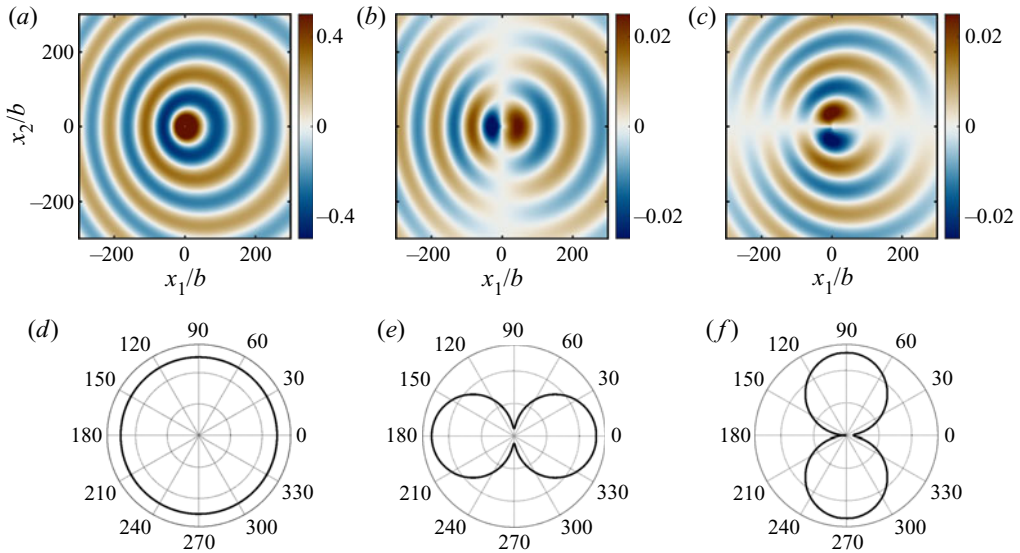 (a) (b) (c)
200 0.4 0.02 0.02
x2/b 0 0 0 0
–200 –0.4 –0.02 –0.02
–200 0 200 –200 0 200 –200 0 200
x1/b x1/b x1/b
(d) (e) (f)
90 90 90
120 60 120 60 120 60
150 30 150 30 150 30
180 0 180 0 180 0
210 330 210 330 210 330
240 300 240 300 240 300
270 270 270